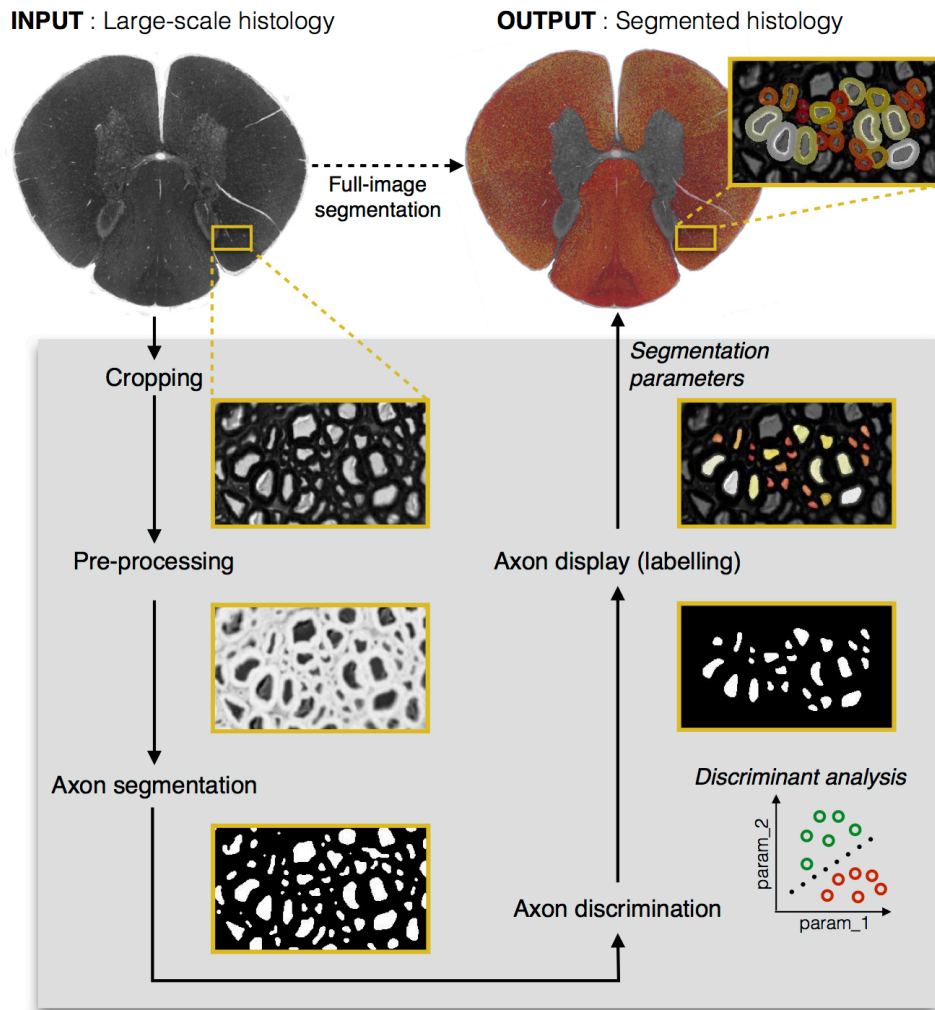 INPUT : Large-scale histology
OUTPUT : Segmented histology
Full-image
segmentation
Cropping
Pre-processing
Axon segmentation
Segmentation
parameters
Axon display (labelling)
Discriminant analysis
param_2
param_1
Axon discrimination